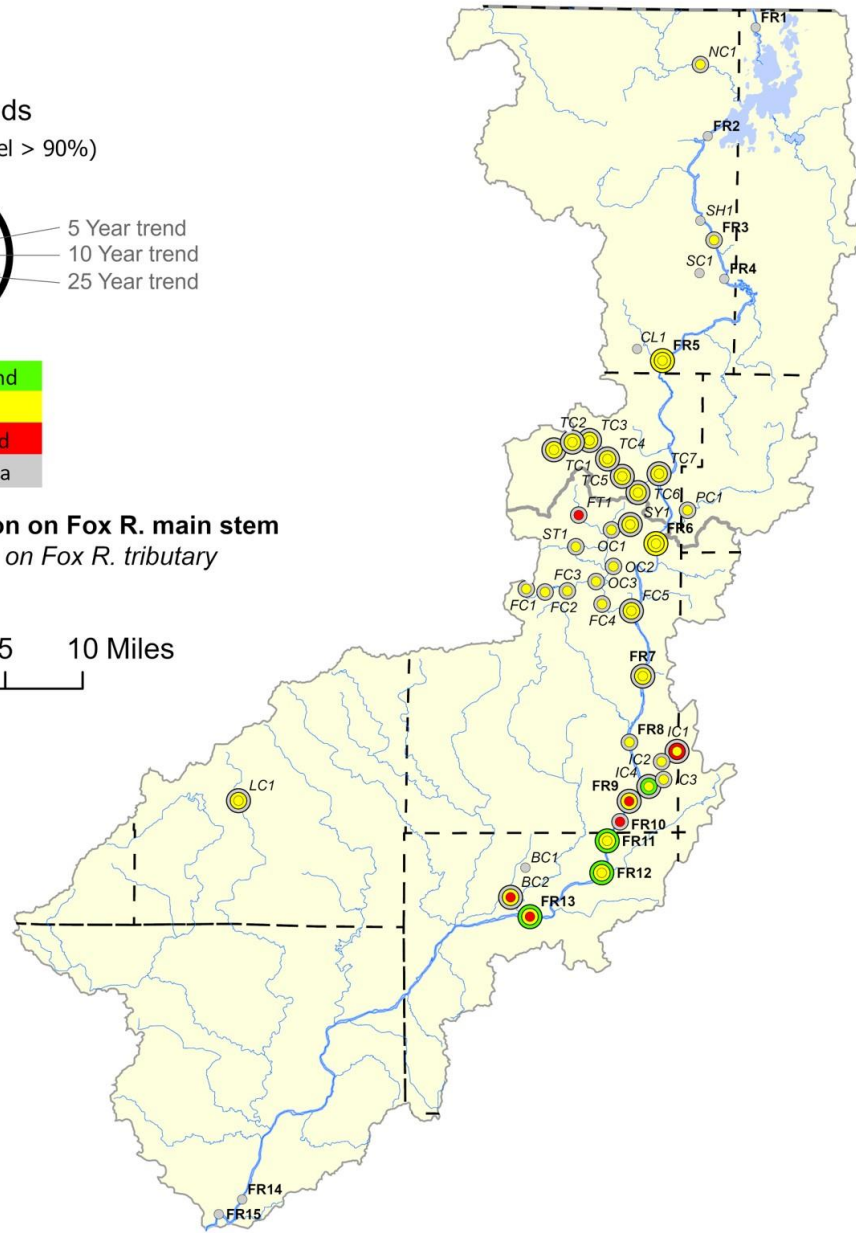 FR1
NC1
ds
el > 90%)
FR2
5 Year trend
10 Year trend
25 Year trend
SH1
FR3
SC1
FR4
CL1
FR5
nd
d
a
TC2
TC3
TC4
TC1
TC5
TC7
TC6
PC1
FT1
SY1
on on Fox R. main stem
on Fox R. tributary
ST1
OC1
FR6
OC2
FC3
OC3
FC1
FC2
FC4
FC5
5
10 Miles
FR7
FR8
IC1
IC2
IC4
IC3
LC1
FR9
FR10
FR11
BC1
FR12
BC2
FR13
FR14
FR15